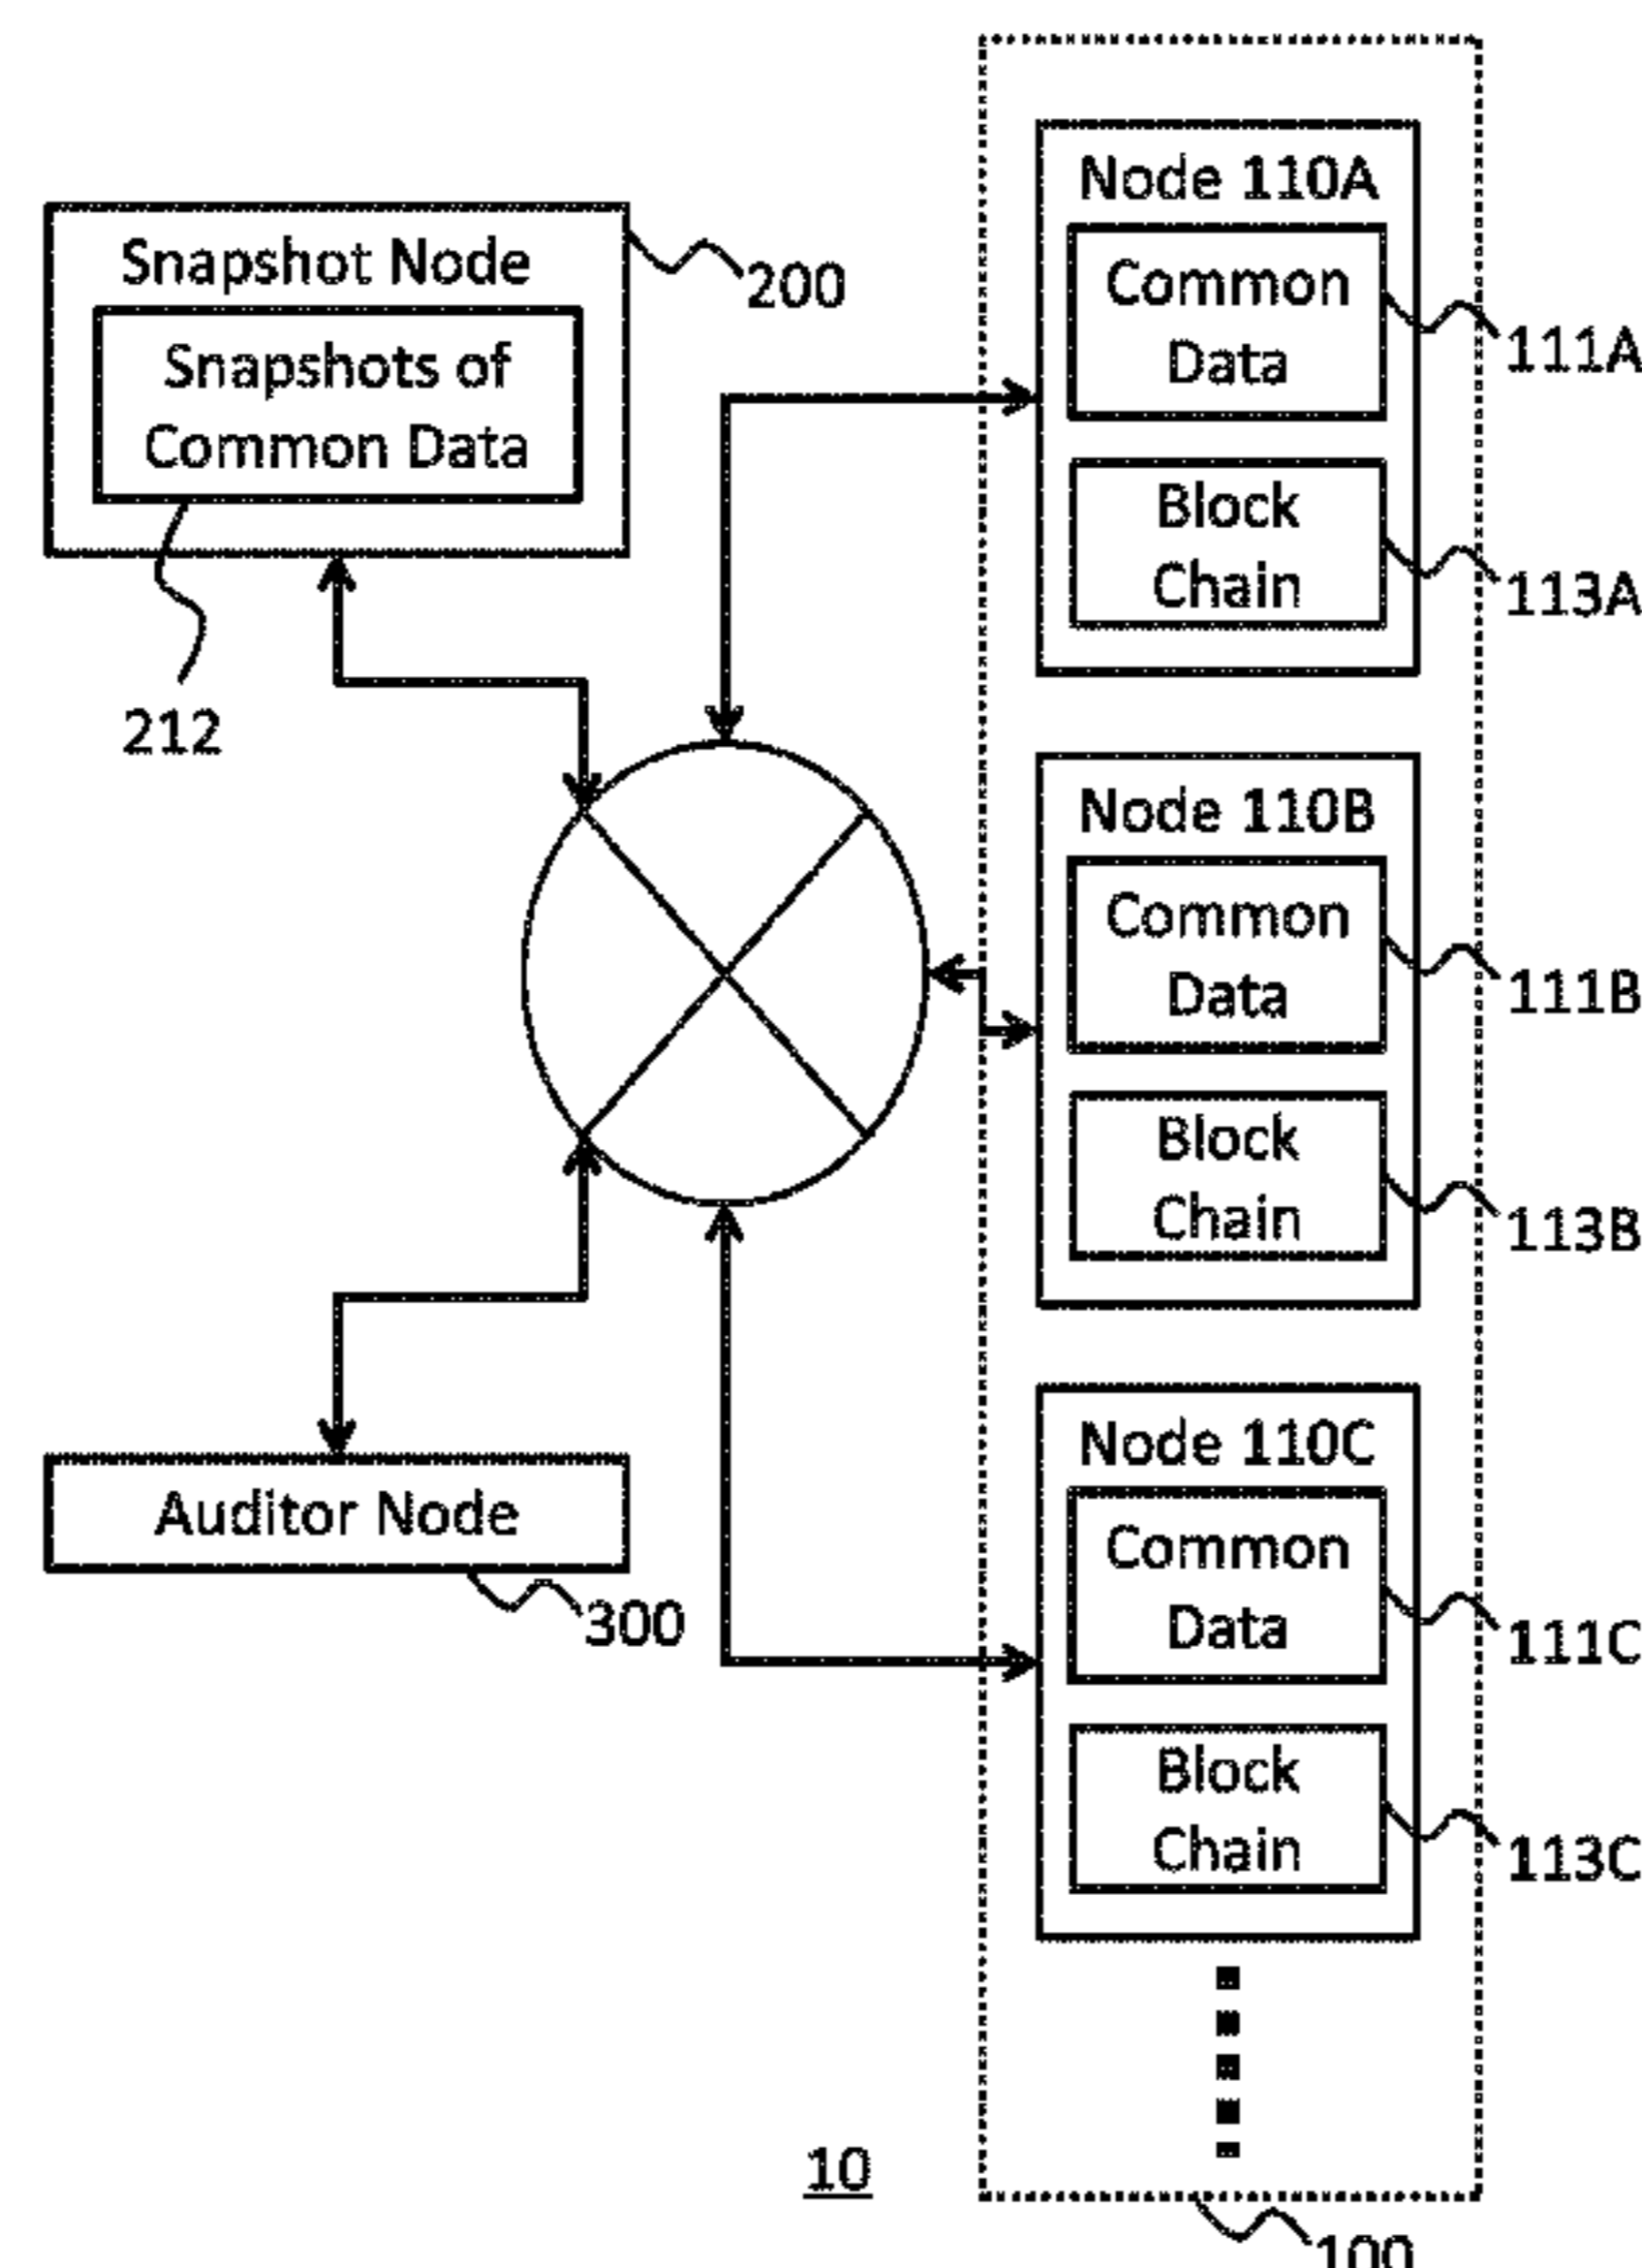 Snapshot Node
200
Snapshots of
Common Data
212
Auditor Node
300
Node 110A
Common
Data
111A
Block
Chain
113A
Node 110B
Common
Data
111B
Block
Chain
113B
Node 110C
Common
Data
111C
Block
Chain
113C
10
100